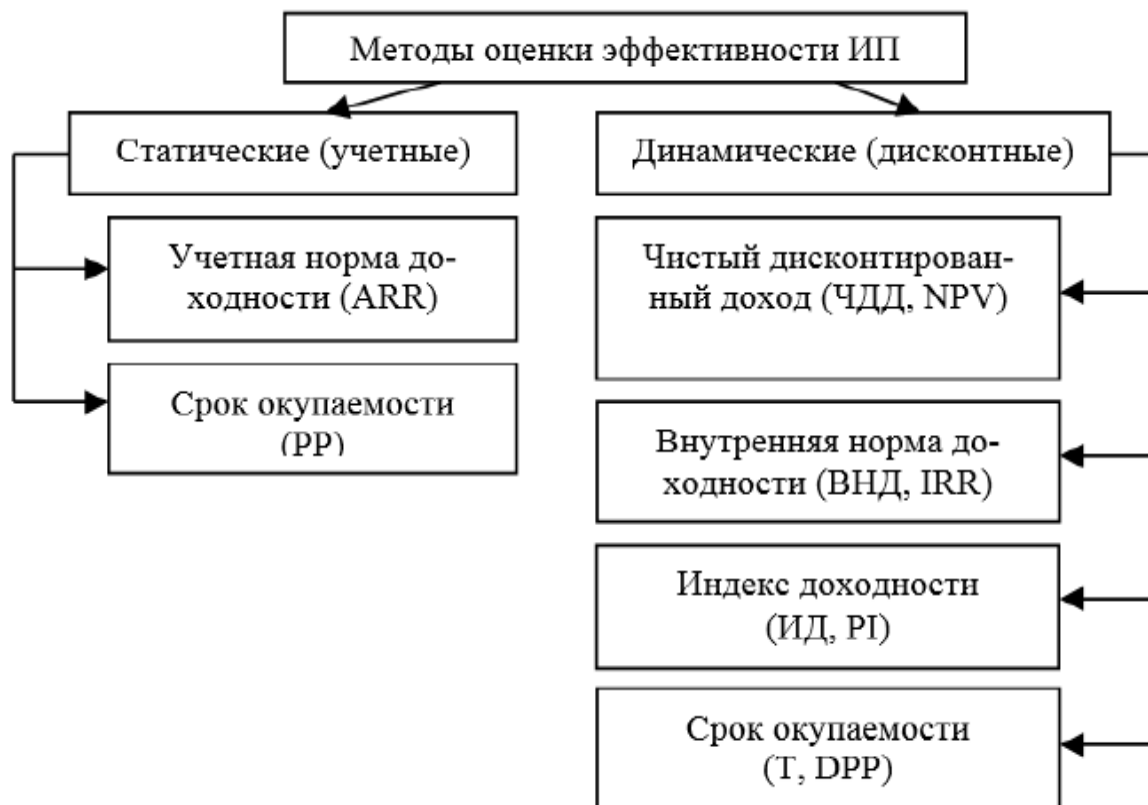 Методы оценки эффективности ИП
Статические (учетные)
Учетная норма до-
ходности (ARR)
Срок окупаемости
(PP)
Динамические (дисконтные)
Чистый дисконтирован-
ный доход (ЧДД, NPV)
Внутренняя норма до-
ходности (ВНД, IRR)
Индекс доходности
(ИД, PI)
Срок окупаемости
(Т, DPP)